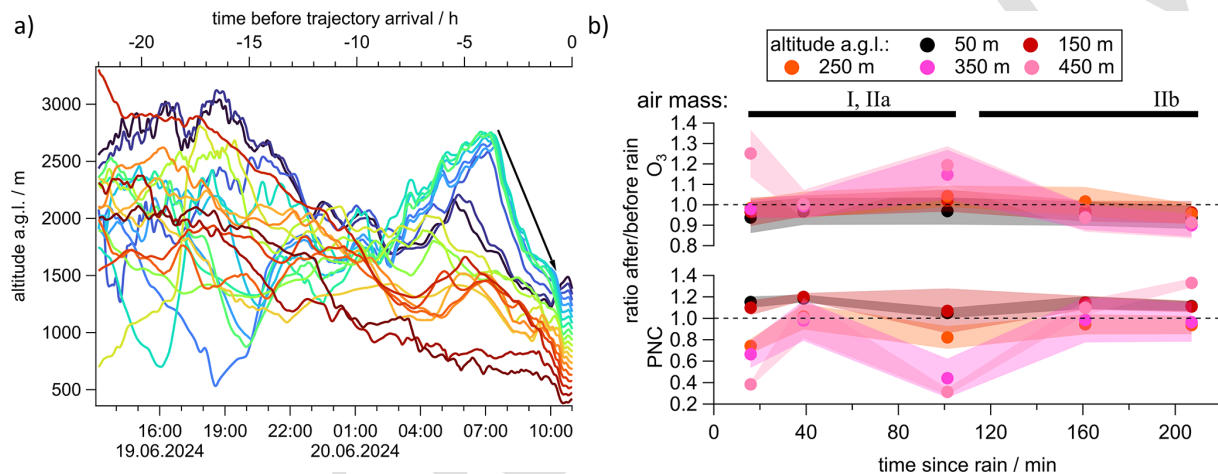 a)
time before trajectory arrival / h
-20 -15 -10 -5 0
altitude a.g.l. / m
3000
2500
2000
1500
1000
500
16:00 19:00 22:00 01:00 04:00 07:00 10:00
19.06.2024 20.06.2024
b)
altitude a.g.l.: 50 m 150 m
250 m 350 m 450 m
air mass: I, IIa IIb
ratio after/before rain
O3
1.4
1.3
1.2
1.1
1.0
0.9
0.8
PNC
1.4
1.2
1.0
0.8
0.6
0.4
0.2
0 40 80 120 160 200
time since rain / min